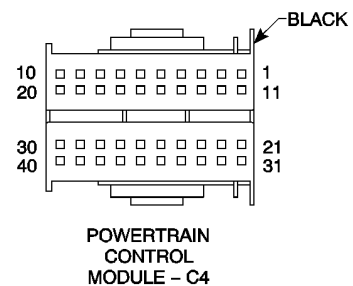 BLACK
10 1
20 11
30 21
40 31
POWERTRAIN
CONTROL
MODULE – C4